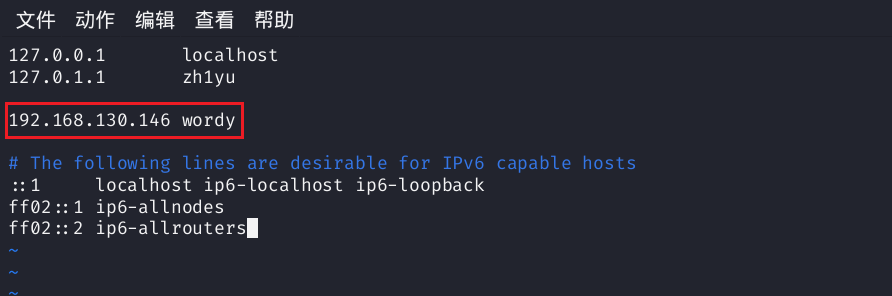 文件 动作 编辑 查看 帮助
127.0.0.1 localhost
127.0.1.1 zh1yu
192.168.130.146 wordy
# The following lines are desirable for IPv6 capable hosts
::1 localhost ip6-localhost ip6-loopback
ff02::1 ip6-allnodes
ff02::2 ip6-allrouters
~
~
~